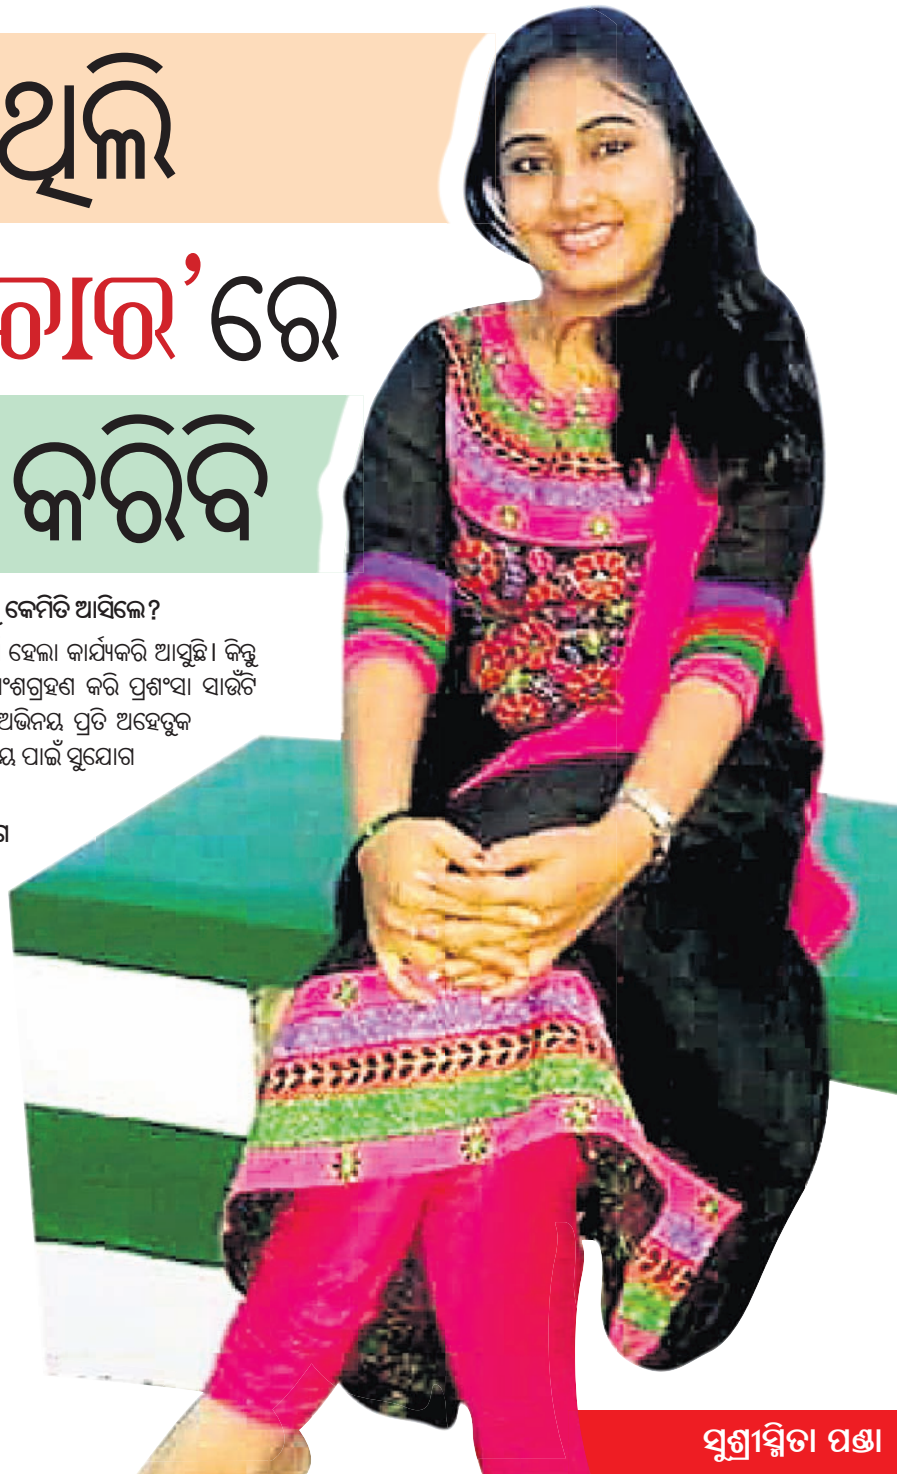 ଥିଲି
ଚାର’ରେ
କରିବି
କେମିତି ଆସିଲେ?
ହେଲା କାର୍ଯ୍ୟକରି ଆସୁଛି। କିନ୍ତୁ
ଂଶଗ୍ରହଣ କରି ପ୍ରଶଂସା ସାଉଁଟି
ଅଭିନୟ ପ୍ରତି ଅହେତୁକ
ୟ ପାଇଁ ସୁଯୋଗ
ସୁଶ୍ରୀସ୍ମିତା ପଣ୍ଡା